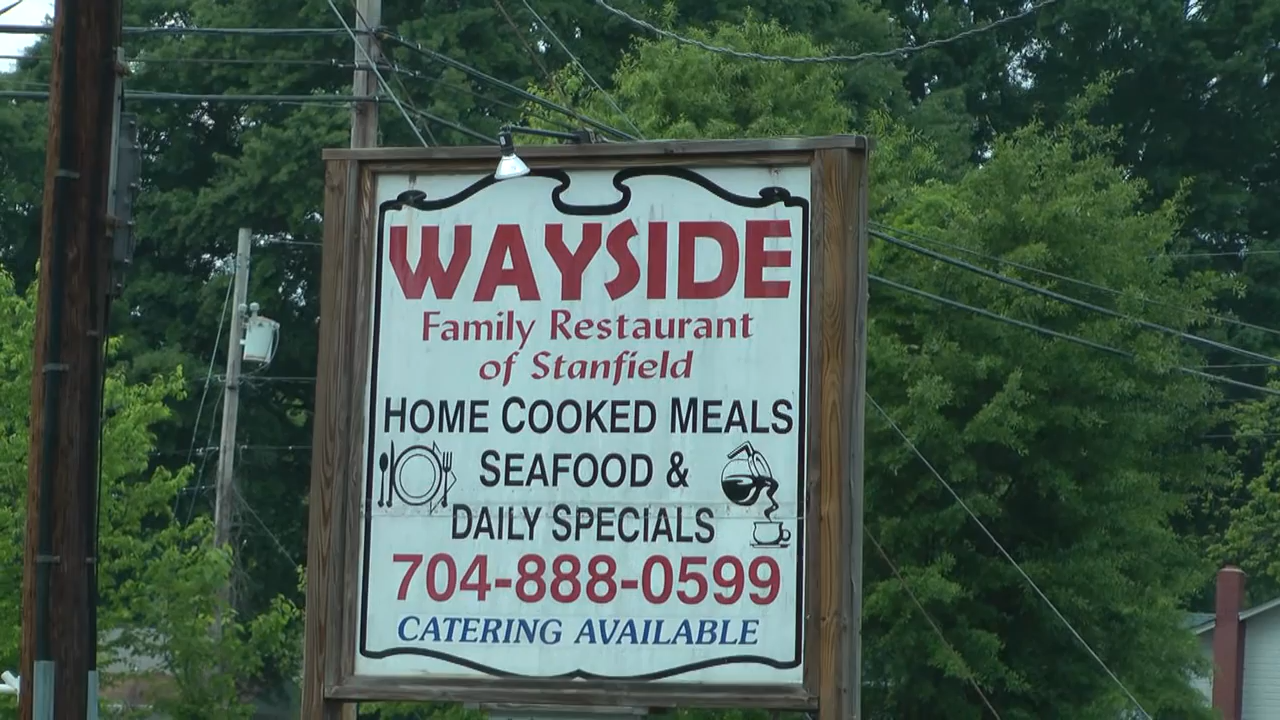 WAYSIDE
Family Restaurant
of Stanfield
HOME COOKED MEALS
SEAFOOD &
DAILY SPECIALS
704-888-0599
CATERING AVAILABLE